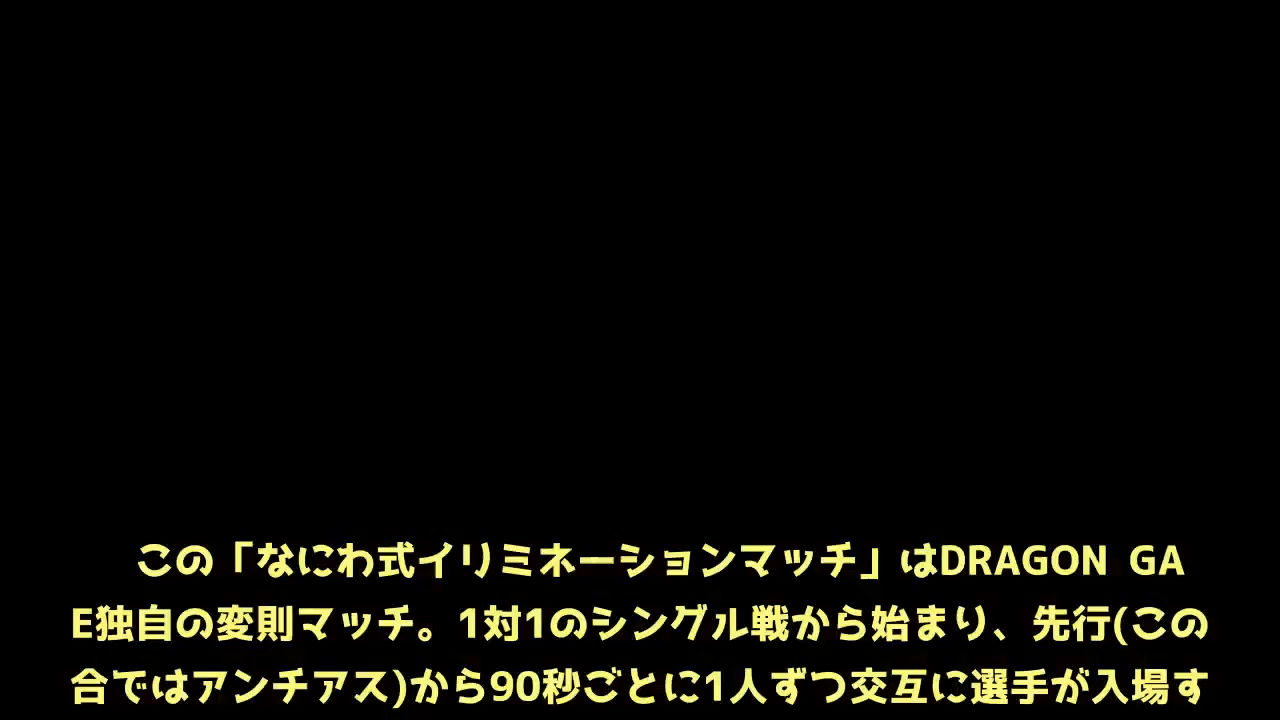 この「なにわ式イリミネーションマッチ」はDRAGON GA
E独自の変則マッチ。1対1のシングル戦から始まり、先行(この
合ではアンチアス)から90秒ごとに1人ずつ交互に選手が入場す